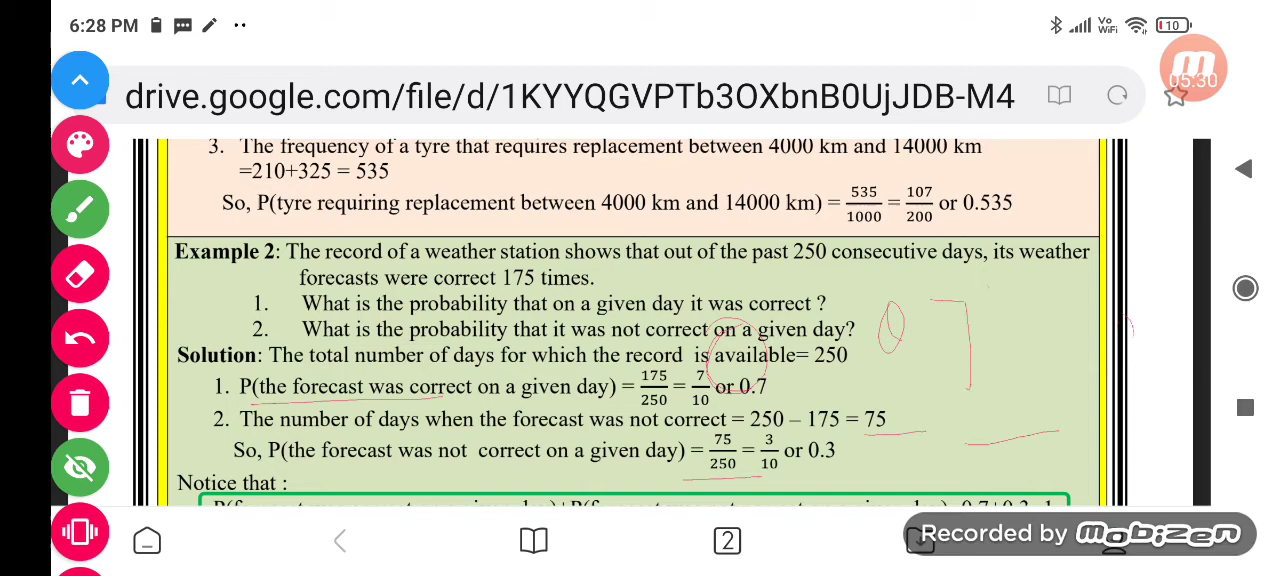 6:28 PM
Vo
WiFi
10
05:30
drive.google.com/file/d/1KYYQGVPTb3OXbnB0UjJDB-M4
3. The frequency of a tyre that requires replacement between 4000 km and 14000 km
=210+325 = 535
So, P(tyre requiring replacement between 4000 km and 14000 km) = 535/1000 = 107/200 or 0.535
Example 2: The record of a weather station shows that out of the past 250 consecutive days, its weather
forecasts were correct 175 times.
1. What is the probability that on a given day it was correct ?
2. What is the probability that it was not correct on a given day?
Solution: The total number of days for which the record is available= 250
1. P(the forecast was correct on a given day) = 175/250 = 7/10 or 0.7
2. The number of days when the forecast was not correct = 250 – 175 = 75
So, P(the forecast was not correct on a given day) = 75/250 = 3/10 or 0.3
Notice that :
2
Recorded by mobizen